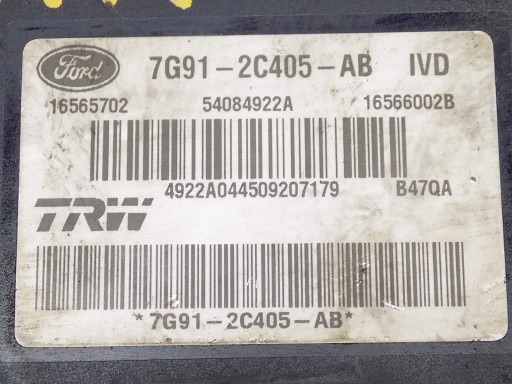 Ford 7G91-2C405-AB IVD
16565702 54084922A 16566002B
4922A044509207179 B47QA
TRW
*7G91-2C405-AB*